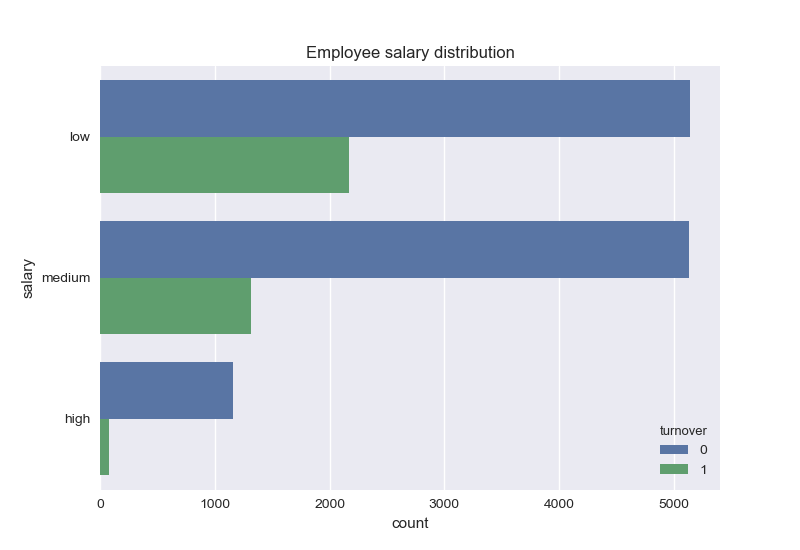 Employee salary distribution
low
medium
high
salary
turnover
0
1
0 1000 2000 3000 4000 5000
count